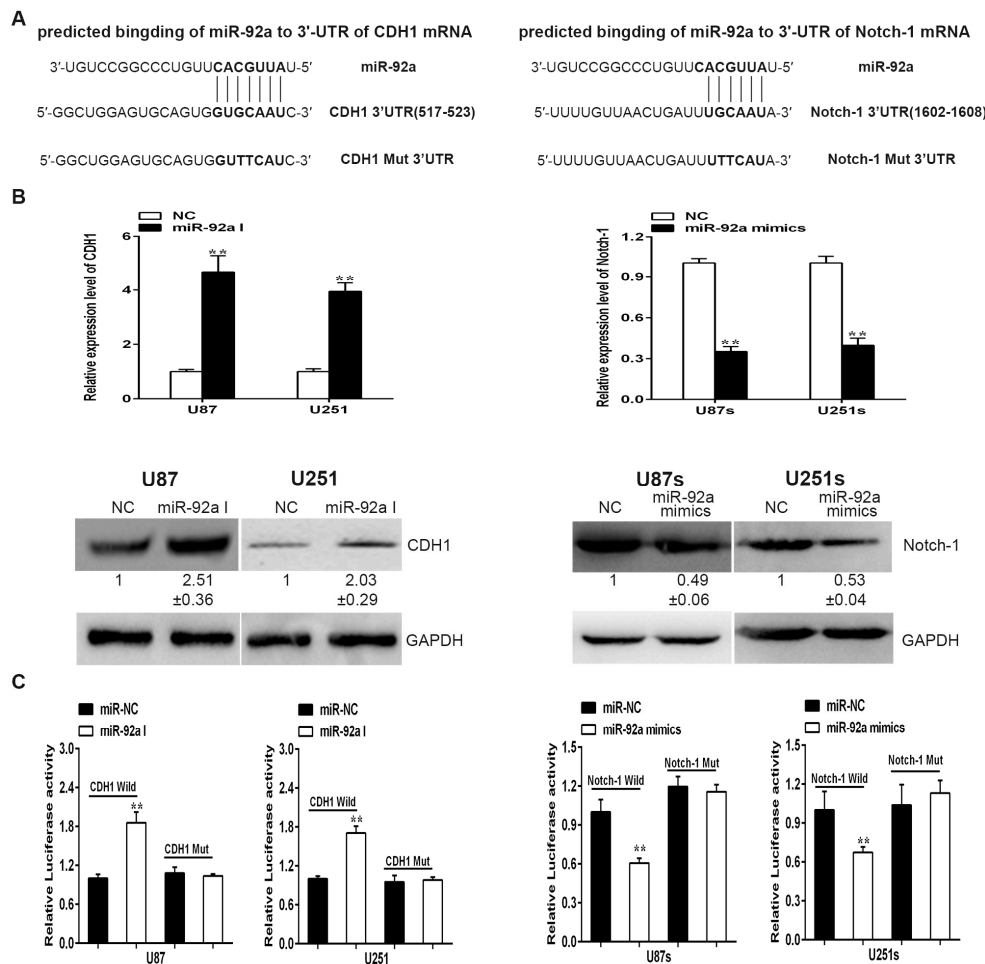 A
predicted bingding of miR-92a to 3'-UTR of CDH1 mRNA
3′-UGUCCGGCCCUGUUCACGUUAU-5′ miR-92a
5′-GGCUGGAGUGCAGUGGUGCAAUC-3′ CDH1 3’UTR(517-523)
5′-GGCUGGAGUGCAGUGGUUCAUC-3′ CDH1 Mut 3’UTR
predicted bingding of miR-92a to 3'-UTR of Notch-1 mRNA
3′-UGUCCGGCCCUGUUCACGUUAU-5′ miR-92a
5′-UUUUGUUAACUGAUUUGCAAUA-3′ Notch-1 3’UTR(1602-1608)
5′-UUUUGUUAACUGAUUUTTCAUA-3′ Notch-1 Mut 3’UTR
B
NC
miR-92a I
Relative expression level of CDH1
6
4
2
0
**
**
U87 U251
NC
miR-92a mimics
Relative expression level of Notch-1
1.2
0.9
0.6
0.3
0.0
**
**
U87s U251s
U87 U251
NC miR-92a I NC miR-92a I
CDH1
1 2.51 1 2.03
±0.36 ±0.29
GAPDH
U87s U251s
NC miR-92a mimics NC miR-92a mimics
Notch-1
1 0.49 1 0.53
±0.06 ±0.04
GAPDH
C
miR-NC
miR-92a I
Relative Luciferase activity
3.0
2.4
1.8
1.2
0.6
0.0
CDH1 Wild
**
CDH1 Mut
U87
miR-NC
miR-92a I
Relative Luciferase activity
3.0
2.4
1.8
1.2
0.6
0.0
CDH1 Wild
**
CDH1 Mut
U251
miR-NC
miR-92a mimics
Relative Luciferase activity
1.5
1.2
0.9
0.6
0.3
0.0
Notch-1 Wild
**
Notch-1 Mut
U87s
miR-NC
miR-92a mimics
Relative Luciferase activity
1.5
1.2
0.9
0.6
0.3
0.0
Notch-1 Wild
**
Notch-1 Mut
U251s